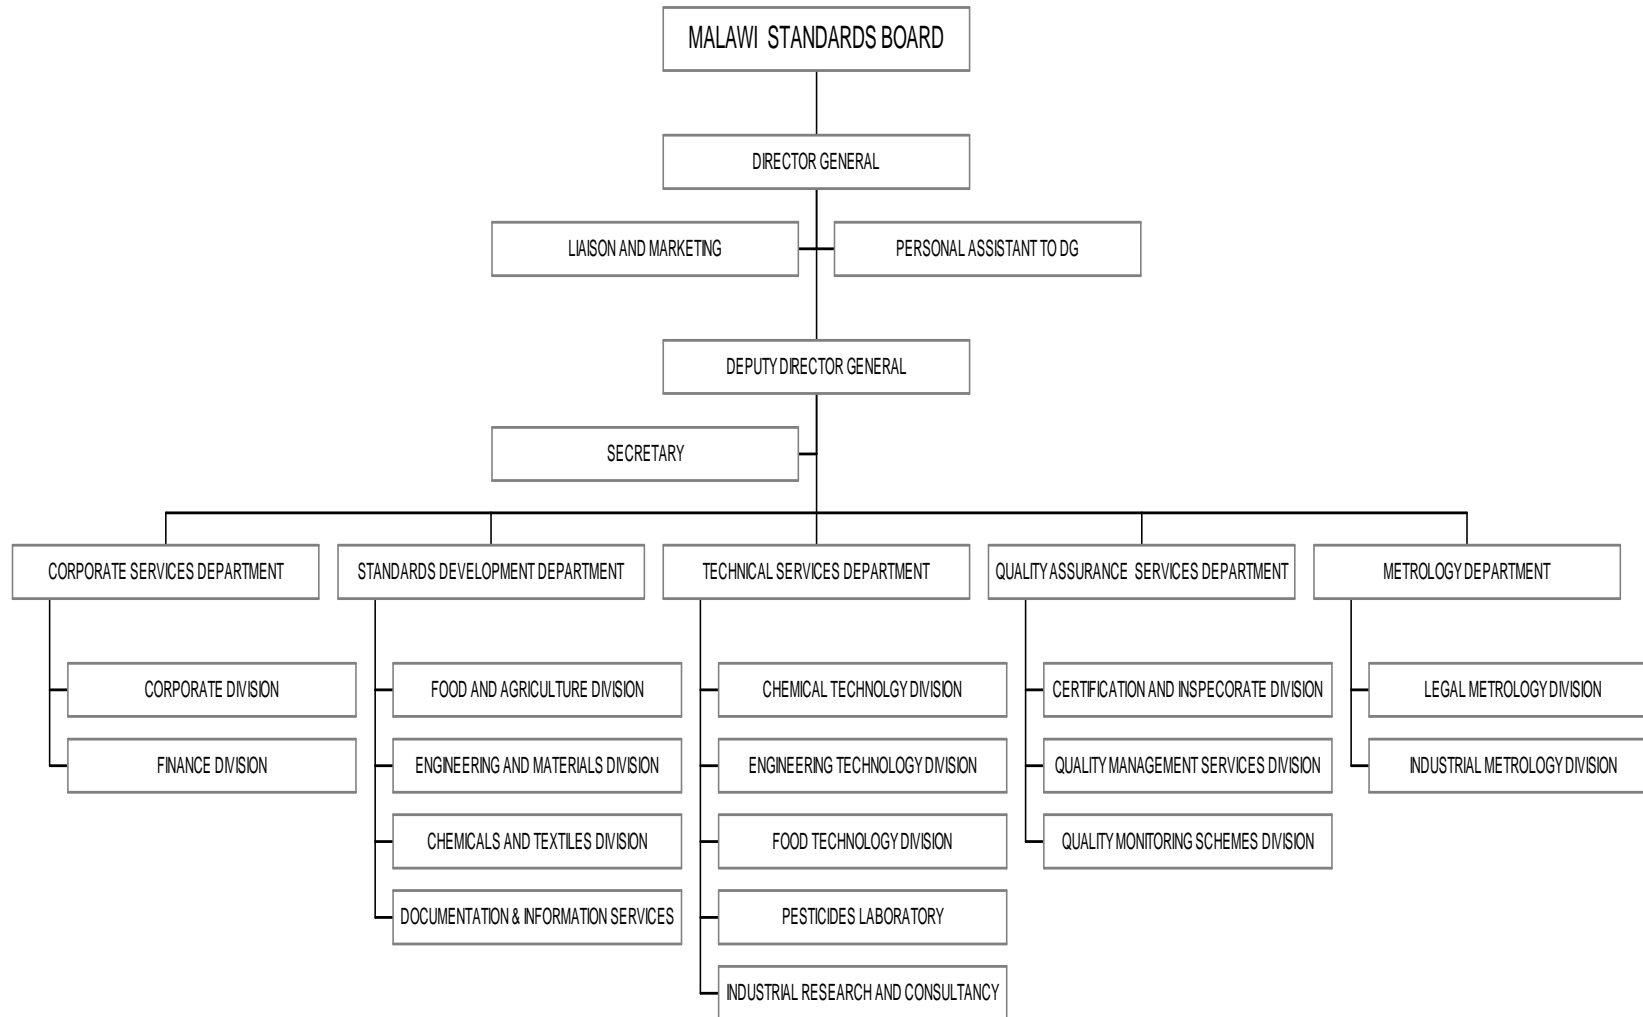 MALAWI STANDARDS BOARD
DIRECTOR GENERAL
LIAISON AND MARKETING
PERSONAL ASSISTANT TO DG
DEPUTY DIRECTOR GENERAL
SECRETARY
CORPORATE SERVICES DEPARTMENT
STANDARDS DEVELOPMENT DEPARTMENT
TECHNICAL SERVICES DEPARTMENT
QUALITY ASSURANCE SERVICES DEPARTMENT
METROLOGY DEPARTMENT
CORPORATE DIVISION
FINANCE DIVISION
FOOD AND AGRICULTURE DIVISION
ENGINEERING AND MATERIALS DIVISION
CHEMICALS AND TEXTILES DIVISION
DOCUMENTATION & INFORMATION SERVICES
CHEMICAL TECHNOLGY DIVISION
ENGINEERING TECHNOLOGY DIVISION
FOOD TECHNOLOGY DIVISION
PESTICIDES LABORATORY
INDUSTRIAL RESEARCH AND CONSULTANCY
CERTIFICATION AND INSPECORATE DIVISION
QUALITY MANAGEMENT SERVICES DIVISION
QUALITY MONITORING SCHEMES DIVISION
LEGAL METROLOGY DIVISION
INDUSTRIAL METROLOGY DIVISION